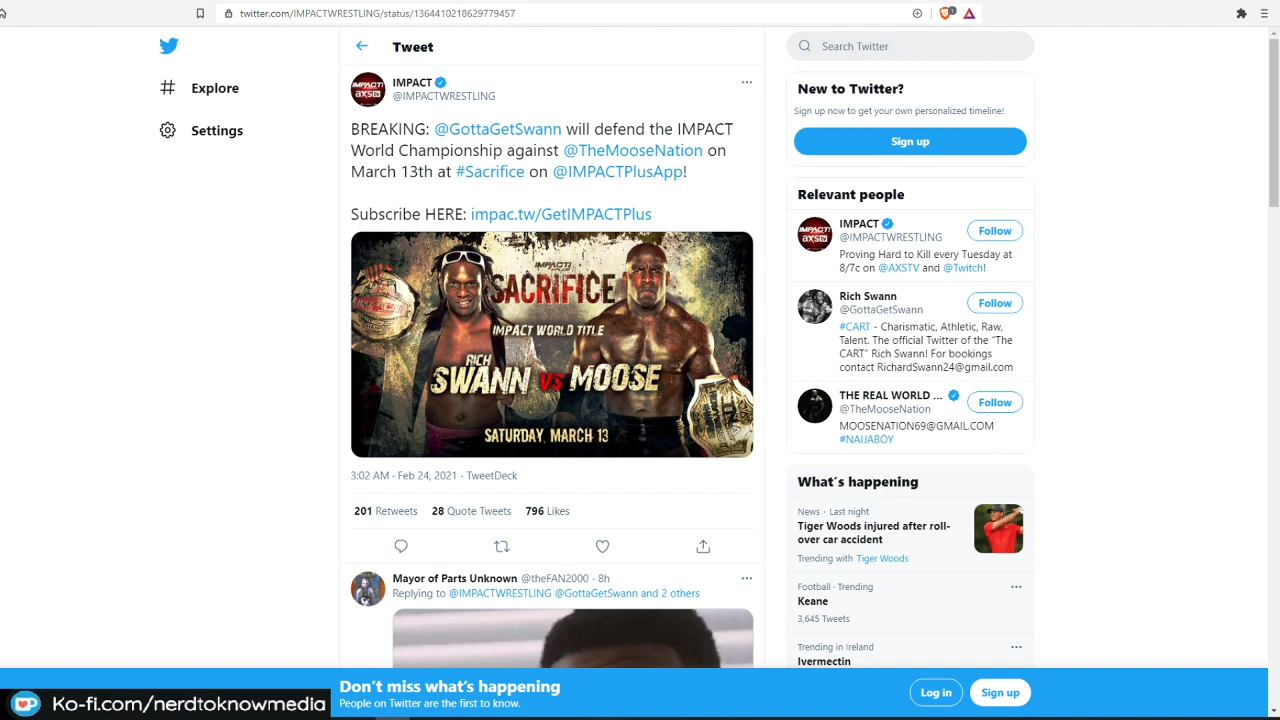 twitter.com/IMPACTWRESTLING/status/1364410218629779457
Explore
Settings
Tweet
IMPACT
@IMPACTWRESTLING
BREAKING: @GottaGetSwann will defend the IMPACT
World Championship against @TheMooseNation on
March 13th at #Sacrifice on @IMPACTPlusApp!
Subscribe HERE: impac.tw/GetIMPACTPlus
SACRIFICE
IMPACT WORLD TITLE
RICH
SWANN VS MOOSE
SATURDAY, MARCH 13
3:02 AM · Feb 24, 2021 · TweetDeck
201 Retweets 28 Quote Tweets 796 Likes
Mayor of Parts Unknown @theFAN2000 · 8h
Replying to @IMPACTWRESTLING @GottaGetSwann and 2 others
Search Twitter
New to Twitter?
Sign up now to get your own personalized timeline!
Sign up
Relevant people
IMPACT
@IMPACTWRESTLING
Follow
Proving Hard to Kill every Tuesday at
8/7c on @AXSTV and @Twitch!
Rich Swann
@GottaGetSwann
Follow
#CART - Charismatic, Athletic, Raw,
Talent. The official Twitter of the "The
CART" Rich Swann! For bookings
contact RichardSwann24@gmail.com
THE REAL WORLD ...
@TheMooseNation
Follow
MOOSENATION69@GMAIL.COM
#NAIJABOY
What's happening
News · Last night
Tiger Woods injured after roll-
over car accident
Trending with Tiger Woods
Football · Trending
Keane
3,645 Tweets
Trending in Ireland
Ivermectin
Don't miss what's happening
People on Twitter are the first to know.
Log in
Sign up
Ko-fi.com/nerdtoknowmedia